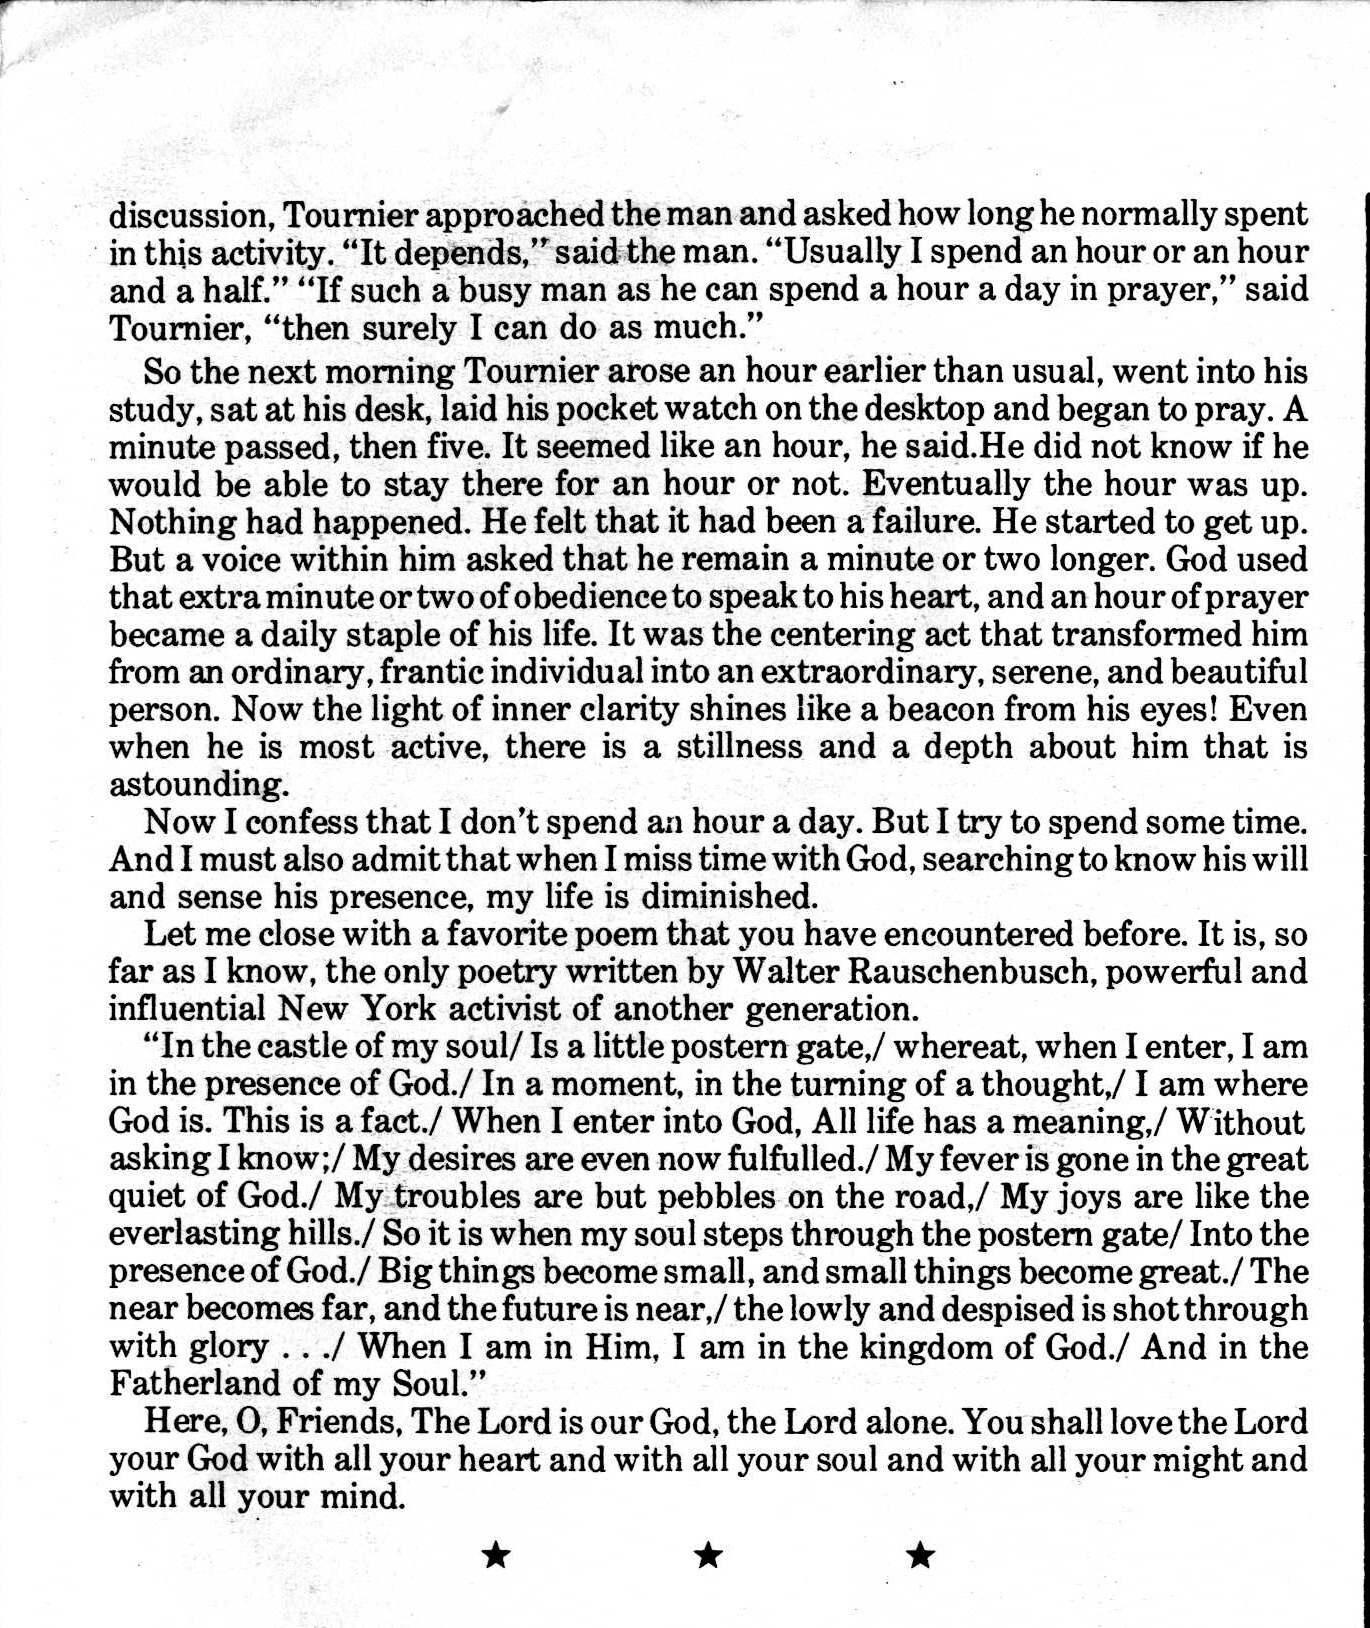 discussion, Tournier approached the man and asked how long he normally spent
in this activity. “It depends,” said the man. “Usually I spend an hour or an hour
and a half.” “If such a busy man as he can spend a hour a day in prayer,” said
Tournier, “then surely I can do as much.”
So the next morning Tournier arose an hour earlier than usual, went into his
study, sat at his desk, laid his pocket watch on the desktop and began to pray. A
minute passed, then five. It seemed like an hour, he said.He did not know if he
would be able to stay there for an hour or not. Eventually the hour was up.
Nothing had happened. He felt that it had been a failure. He started to get up.
But a voice within him asked that he remain a minute or two longer. God used
that extra minute or two of obedience to speak to his heart, and an hour of prayer
became a daily staple of his life. It was the centering act that transformed him
from an ordinary, frantic individual into an extraordinary, serene, and beautiful
person. Now the light of inner clarity shines like a beacon from his eyes! Even
when he is most active, there is a stillness and a depth about him that is
astounding.
Now I confess that I don’t spend an hour a day. But I try to spend some time.
And I must also admit that when I miss time with God, searching to know his will
and sense his presence, my life is diminished.
Let me close with a favorite poem that you have encountered before. It is, so
far as I know, the only poetry written by Walter Rauschenbusch, powerful and
influential New York activist of another generation.
“In the castle of my soul/ Is a little postern gate,/ whereat, when I enter, I am
in the presence of God./ In a moment, in the turning of a thought,/ I am where
God is. This is a fact./ When I enter into God, All life has a meaning,/ Without
asking I know;/ My desires are even now fulfulled./ My fever is gone in the great
quiet of God./ My troubles are but pebbles on the road,/ My joys are like the
everlasting hills./ So it is when my soul steps through the postern gate/ Into the
presence of God./ Big things become small, and small things become great./ The
near becomes far, and the future is near,/ the lowly and despised is shot through
with glory . . ./ When I am in Him, I am in the kingdom of God./ And in the
Fatherland of my Soul.”
Here, O, Friends, The Lord is our God, the Lord alone. You shall love the Lord
your God with all your heart and with all your soul and with all your might and
with all your mind.
★ ★ ★